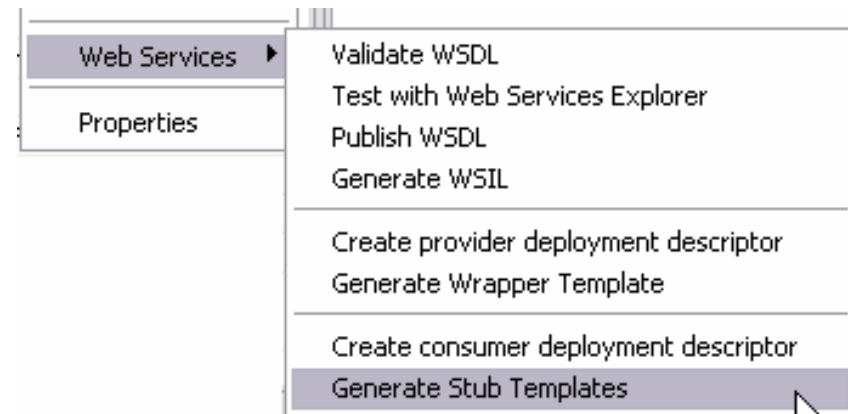 Web Services
Properties
Validate WSDL
Test with Web Services Explorer
Publish WSDL
Generate WSIL
Create provider deployment descriptor
Generate Wrapper Template
Create consumer deployment descriptor
Generate Stub Templates